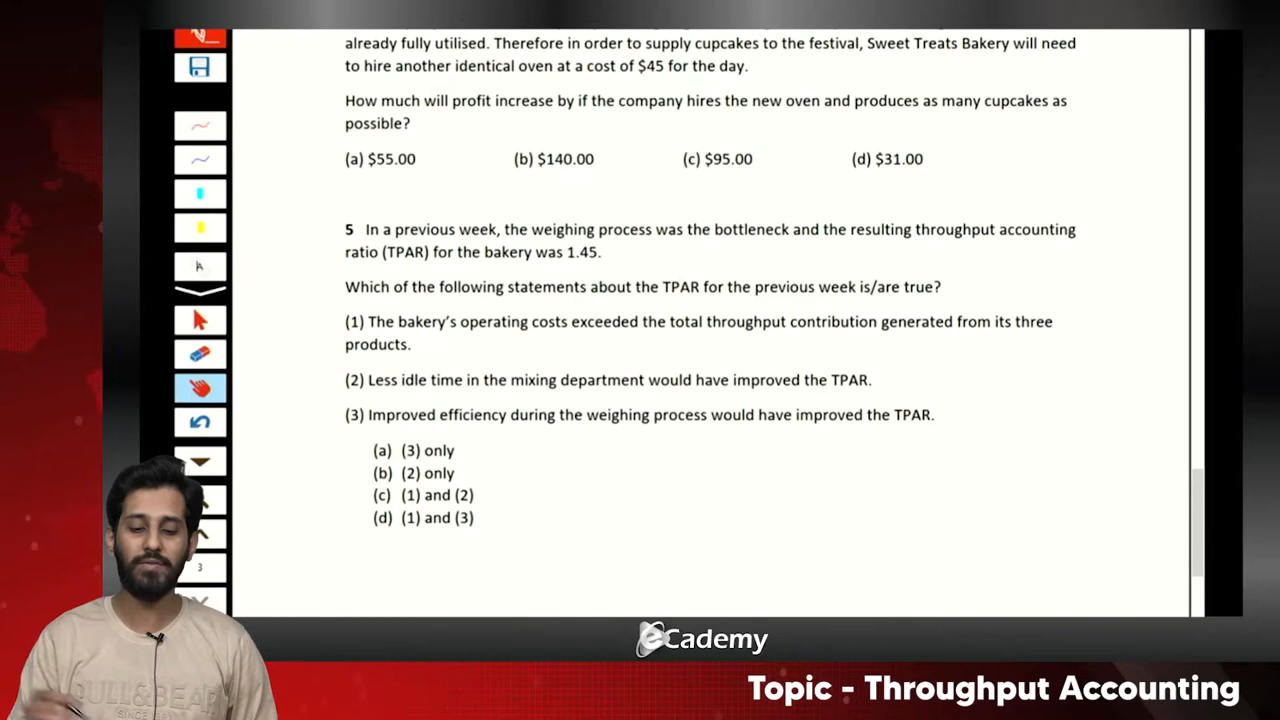 already fully utilised. Therefore in order to supply cupcakes to the festival, Sweet Treats Bakery will need
to hire another identical oven at a cost of $45 for the day.
How much will profit increase by if the company hires the new oven and produces as many cupcakes as
possible?
(a) $55.00 (b) $140.00 (c) $95.00 (d) $31.00
5 In a previous week, the weighing process was the bottleneck and the resulting throughput accounting
ratio (TPAR) for the bakery was 1.45.
Which of the following statements about the TPAR for the previous week is/are true?
(1) The bakery's operating costs exceeded the total throughput contribution generated from its three
products.
(2) Less idle time in the mixing department would have improved the TPAR.
(3) Improved efficiency during the weighing process would have improved the TPAR.
(a) (3) only
(b) (2) only
(c) (1) and (2)
(d) (1) and (3)
3
PULL&BEAR
eCademy
Topic - Throughput Accounting